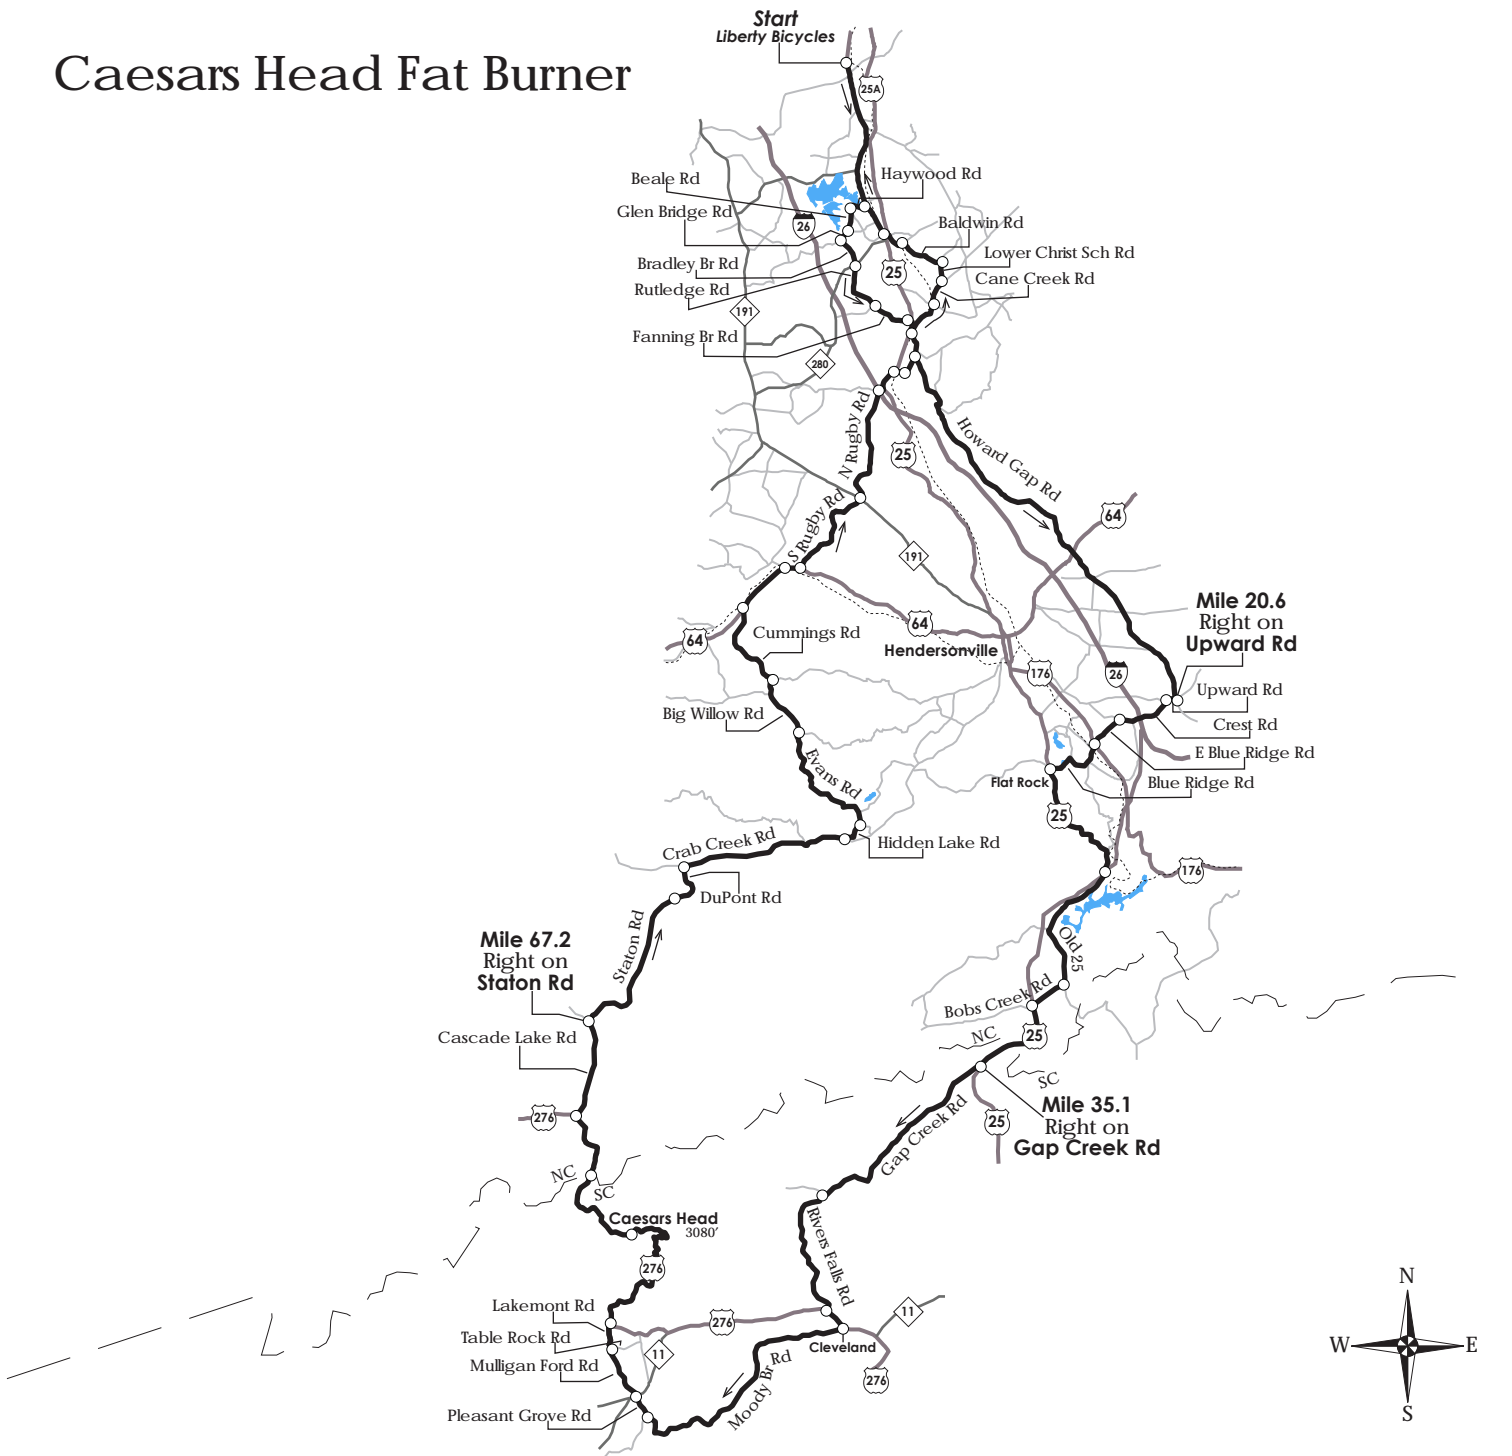 Start
Liberty Bicycles
Caesars Head Fat Burner
25A
Haywood Rd
Beale Rd
Glen Bridge Rd
26
Baldwin Rd
Lower Christ Sch Rd
Bradley Br Rd
25
Cane Creek Rd
Rutledge Rd
191
Fanning Br Rd
280
N Rugby Rd
Howard Gap Rd
25
S Rugby Rd
64
191
Mile 20.6
Right on
Upward Rd
64
64
Cummings Rd
Hendersonville
176
26
Upward Rd
Big Willow Rd
Crest Rd
E Blue Ridge Rd
Evans Rd
Flat Rock
Blue Ridge Rd
25
Crab Creek Rd
Hidden Lake Rd
176
DuPont Rd
Staton Rd
Mile 67.2
Right on
Staton Rd
Old 25
Bobs Creek Rd
Cascade Lake Rd
NC
25
SC
276
Mile 35.1
Right on
Gap Creek Rd
25
Gap Creek Rd
NC
SC
Caesars Head
3080'
Rivers Falls Rd
276
N
Lakemont Rd
276
11
Table Rock Rd
11
Cleveland
W
E
Mulligan Ford Rd
276
Moody Br Rd
Pleasant Grove Rd
S